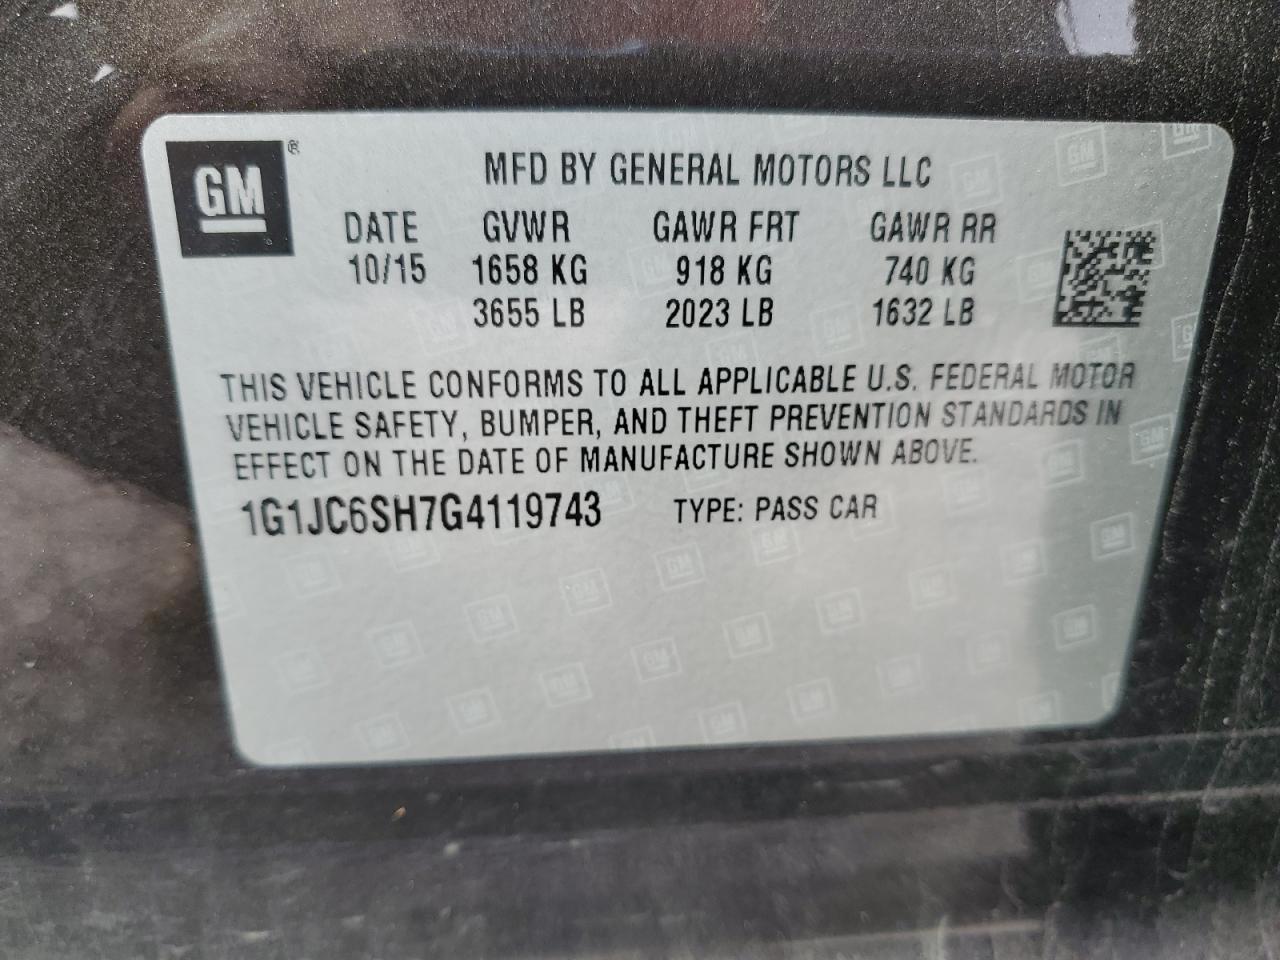 GM®
MFD BY GENERAL MOTORS LLC
DATE GVWR GAWR FRT GAWR RR
10/15 1658 KG 918 KG 740 KG
3655 LB 2023 LB 1632 LB
THIS VEHICLE CONFORMS TO ALL APPLICABLE U.S. FEDERAL MOTOR
VEHICLE SAFETY, BUMPER, AND THEFT PREVENTION STANDARDS IN
EFFECT ON THE DATE OF MANUFACTURE SHOWN ABOVE.
1G1JC6SH7G4119743 TYPE: PASS CAR